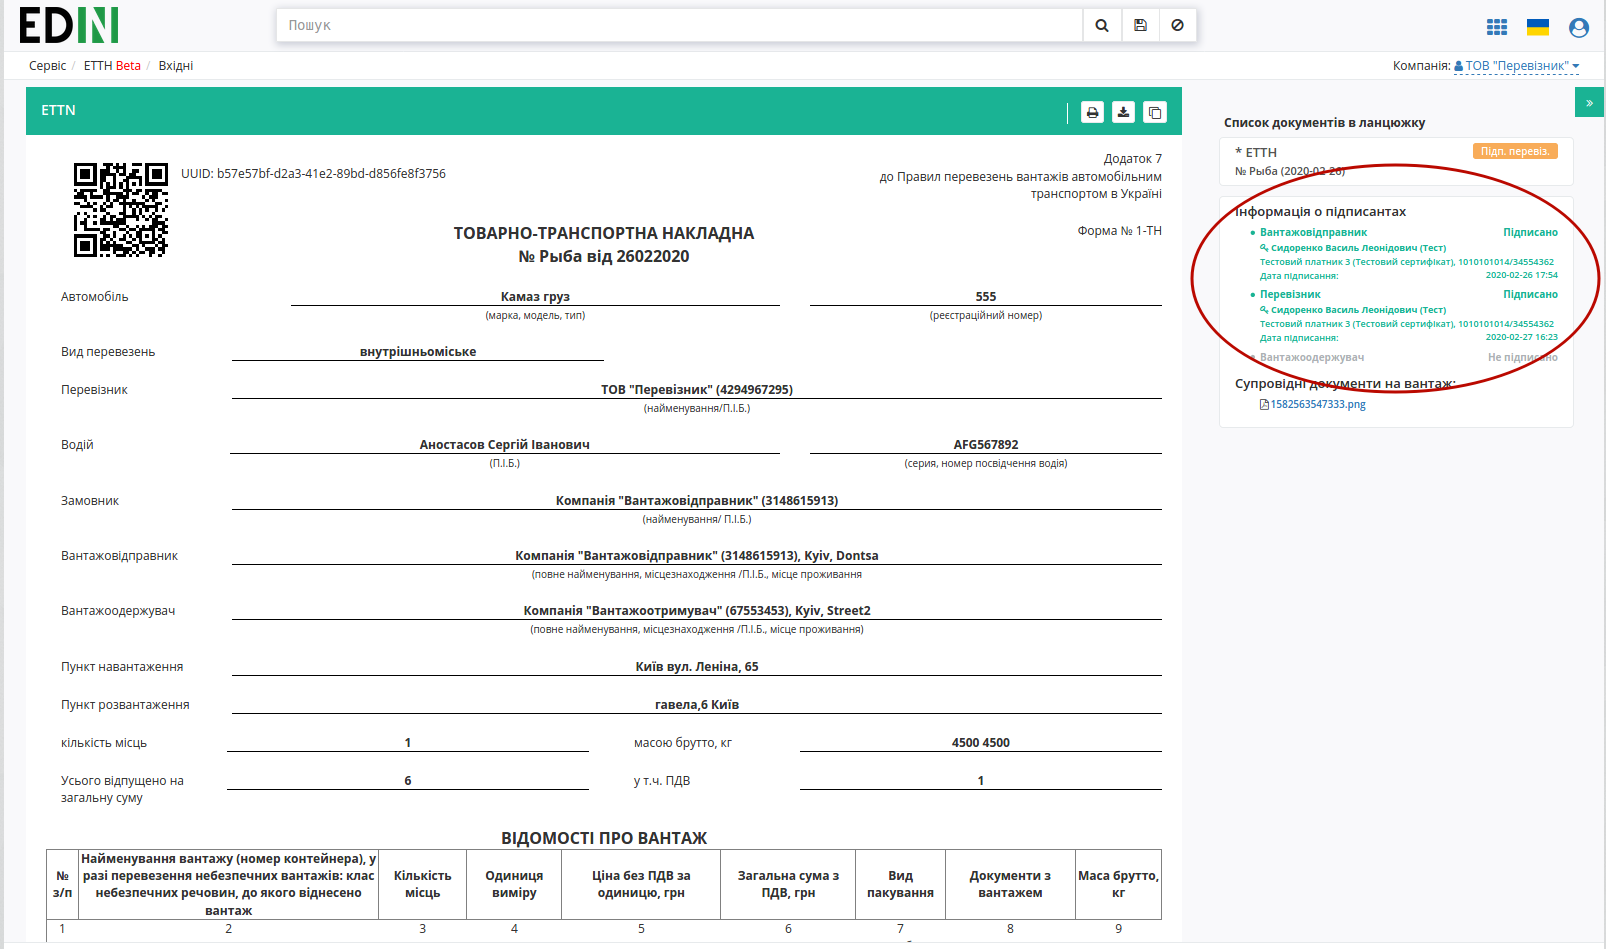 EDIN
Пошук
Сервіс / ЕТТН Beta / Вхідні
Компанія: ТОВ "Перевізник"
ETTN
UUID: b57e57bf-d2a3-41e2-89bd-d856fe8f3756
Додаток 7
до Правил перевезень вантажів автомобільним
транспортом в Україні
Форма № 1-ТН
ТОВАРНО-ТРАНСПОРТНА НАКЛАДНА
№ Рыба від 26022020
Автомобіль Камаз груз 555
(марка, модель, тип) (реєстраційний номер)
Вид перевезень внутрішньоміське
Перевізник ТОВ "Перевізник" (4294967295)
(найменування/П.І.Б.)
Водій Аностасов Сергій Іванович AFG567892
(П.І.Б.) (серия, номер посвідчення водія)
Замовник Компанія "Вантажовідправник" (3148615913)
(найменування/ П.І.Б.)
Вантажовідправник Компанія "Вантажовідправник" (3148615913), Kyiv, Dontsa
(повне найменування, місцезнаходження /П.І.Б., місце проживання
Вантажоодержувач Компанія "Вантажоотримувач" (67553453), Kyiv, Street2
(повне найменування, місцезнаходження /П.І.Б., місце проживання)
Пункт навантаження Київ вул. Леніна, 65
Пункт розвантаження гавела,6 Київ
кількість місць 1 масою брутто, кг 4500 4500
Усього відпущено на 6 у т.ч. ПДВ 1
загальну суму
ВІДОМОСТІ ПРО ВАНТАЖ
№ з/п
Найменування вантажу (номер контейнера), у
разі перевезення небезпечних вантажів: клас
небезпечних речовин, до якого віднесено
вантаж
Кількість
місць
Одиниця
виміру
Ціна без ПДВ за
одиницю, грн
Загальна сума з
ПДВ, грн
Вид
пакування
Документи з
вантажем
Маса брутто,
кг
1 2 3 4 5 6 7 8 9
»
Список документів в ланцюжку
* ЕТТН Підп. перевіз.
№ Рыба (2020-02-26)
Інформація о підписантах
Вантажовідправник Підписано
Сидоренко Василь Леонідович (Тест)
Тестовий платник 3 (Тестовий сертифікат), 1010101014/34554362
Дата підписання: 2020-02-26 17:54
Перевізник Підписано
Сидоренко Василь Леонідович (Тест)
Тестовий платник 3 (Тестовий сертифікат), 1010101014/34554362
Дата підписання: 2020-02-27 16:23
Вантажоодержувач Не підписано
Супровідні документи на вантаж:
1582563547333.png